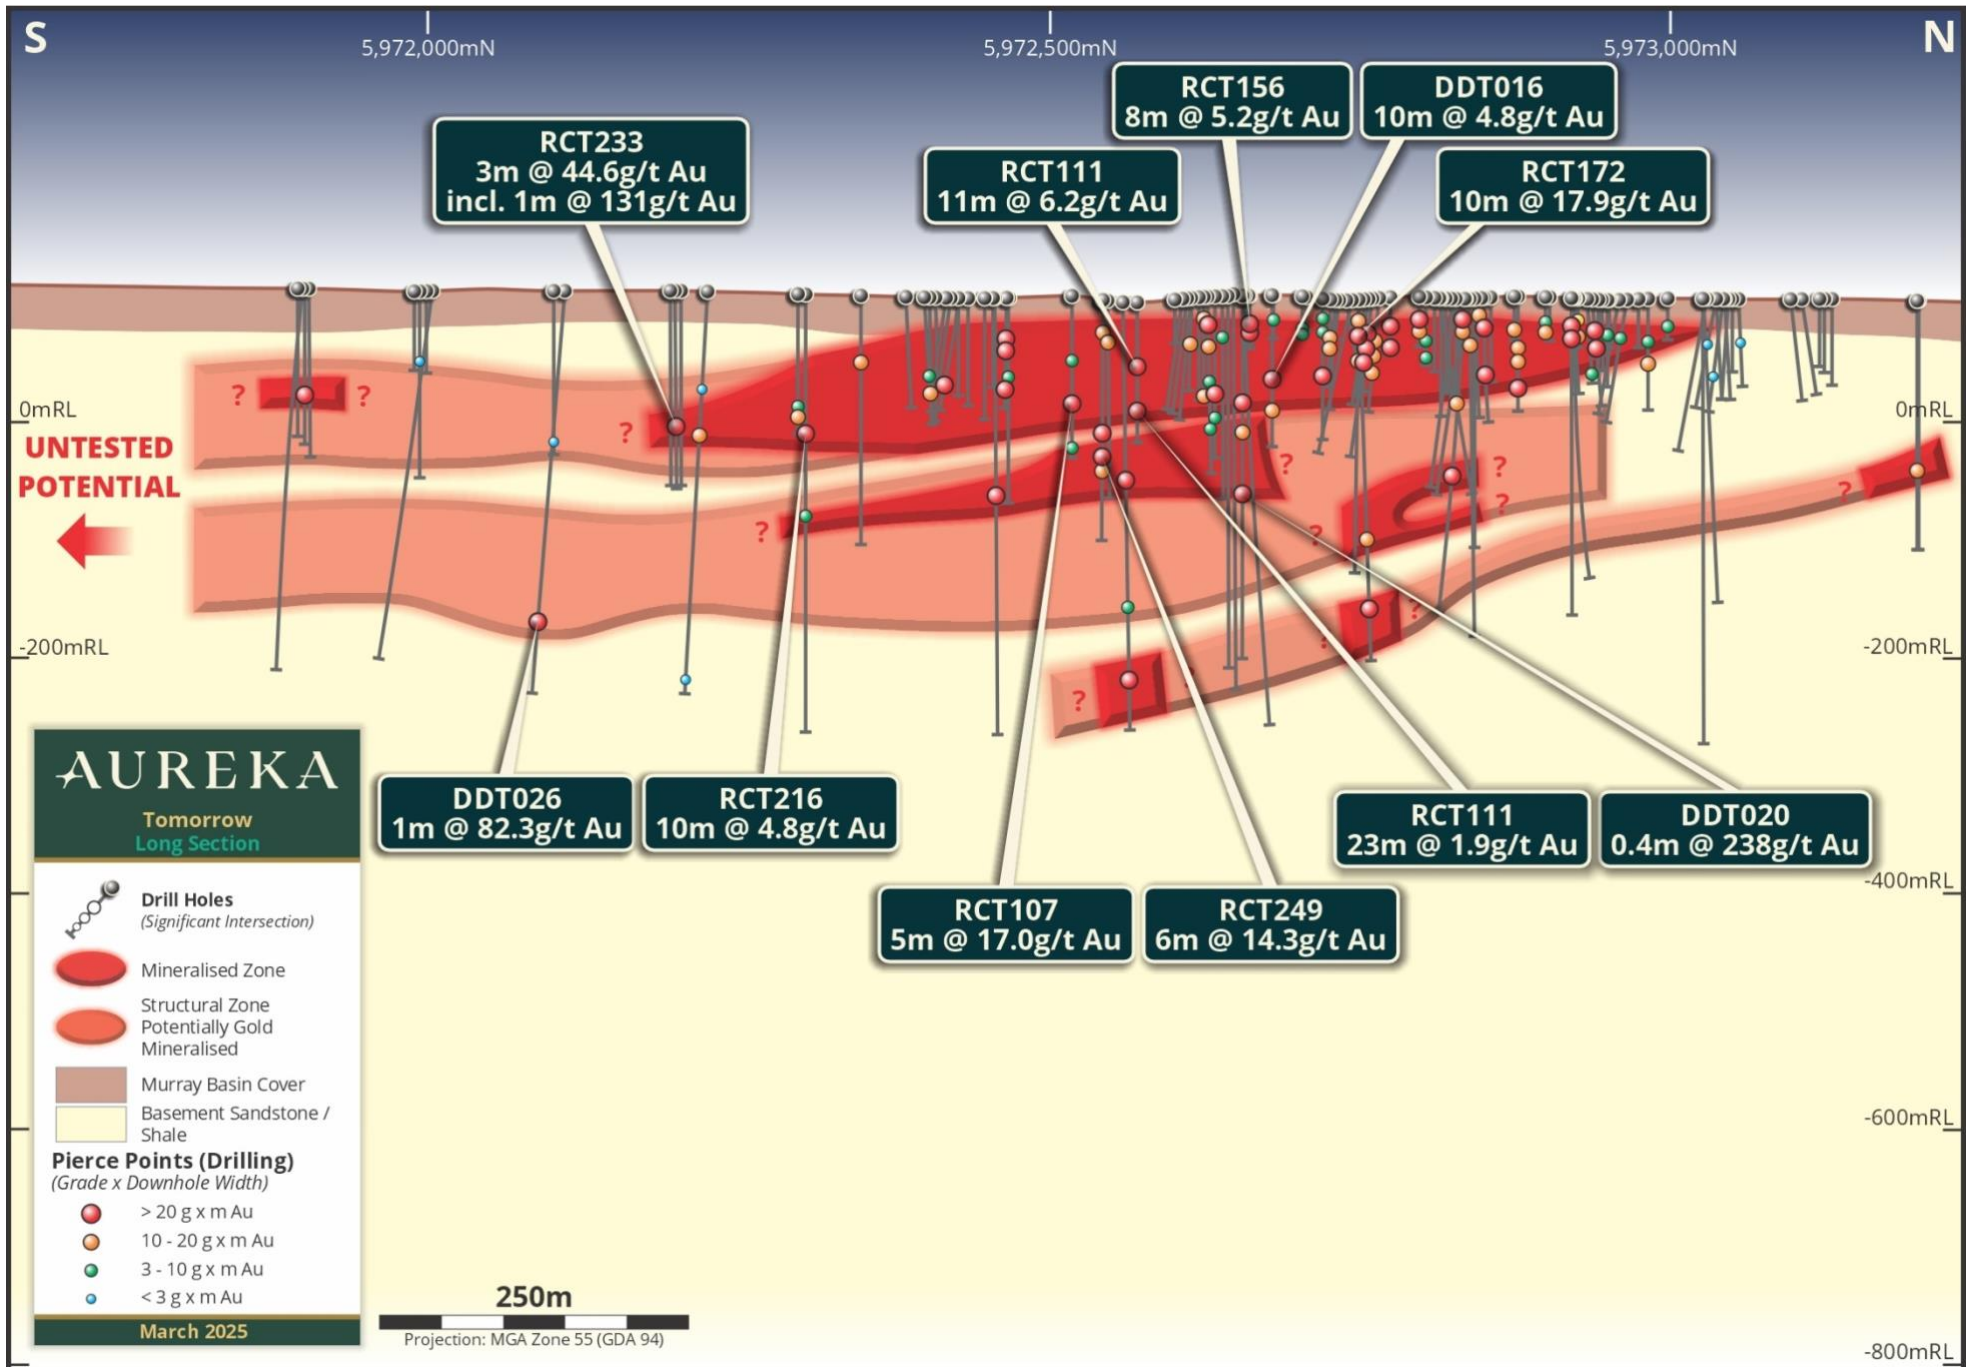 S
5,972,000mN
5,972,500mN
5,973,000mN
N
RCT156
8m @ 5.2g/t Au
DDT016
10m @ 4.8g/t Au
RCT233
3m @ 44.6g/t Au
incl. 1m @ 131g/t Au
RCT111
11m @ 6.2g/t Au
RCT172
10m @ 17.9g/t Au
? ?
?
0mRL
0mRL
UNTESTED
POTENTIAL
?
?
?
?
?
?
?
-200mRL
-200mRL
?
?
?
?
DDT026
1m @ 82.3g/t Au
RCT216
10m @ 4.8g/t Au
RCT111
23m @ 1.9g/t Au
DDT020
0.4m @ 238g/t Au
RCT107
5m @ 17.0g/t Au
RCT249
6m @ 14.3g/t Au
-400mRL
-600mRL
-800mRL
AUREKA
Tomorrow
Long Section
Drill Holes
(Significant Intersection)
Mineralised Zone
Structural Zone
Potentially Gold
Mineralised
Murray Basin Cover
Basement Sandstone /
Shale
Pierce Points (Drilling)
(Grade x Downhole Width)
> 20 g x m Au
10 - 20 g x m Au
3 - 10 g x m Au
< 3 g x m Au
March 2025
250m
Projection: MGA Zone 55 (GDA 94)